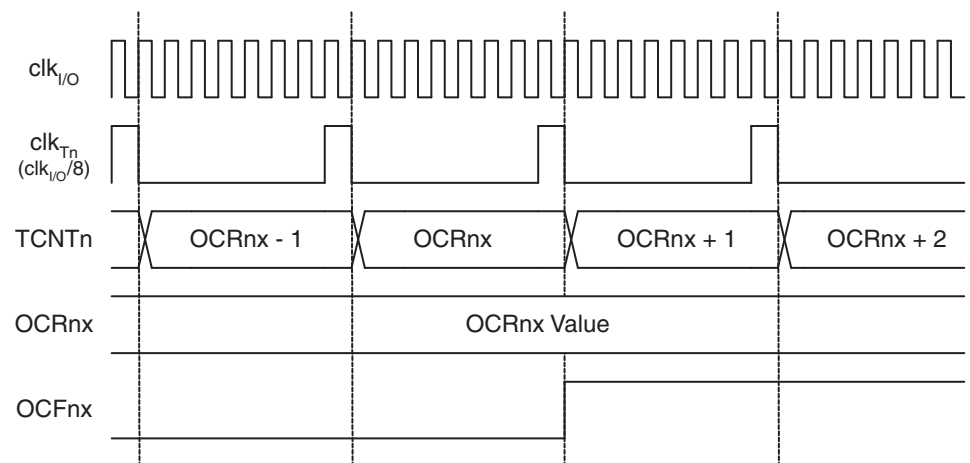 clkI/O
clkTn
(clkI/O/8)
TCNTn
OCRnx - 1
OCRnx
OCRnx + 1
OCRnx + 2
OCRnx
OCRnx Value
OCFnx